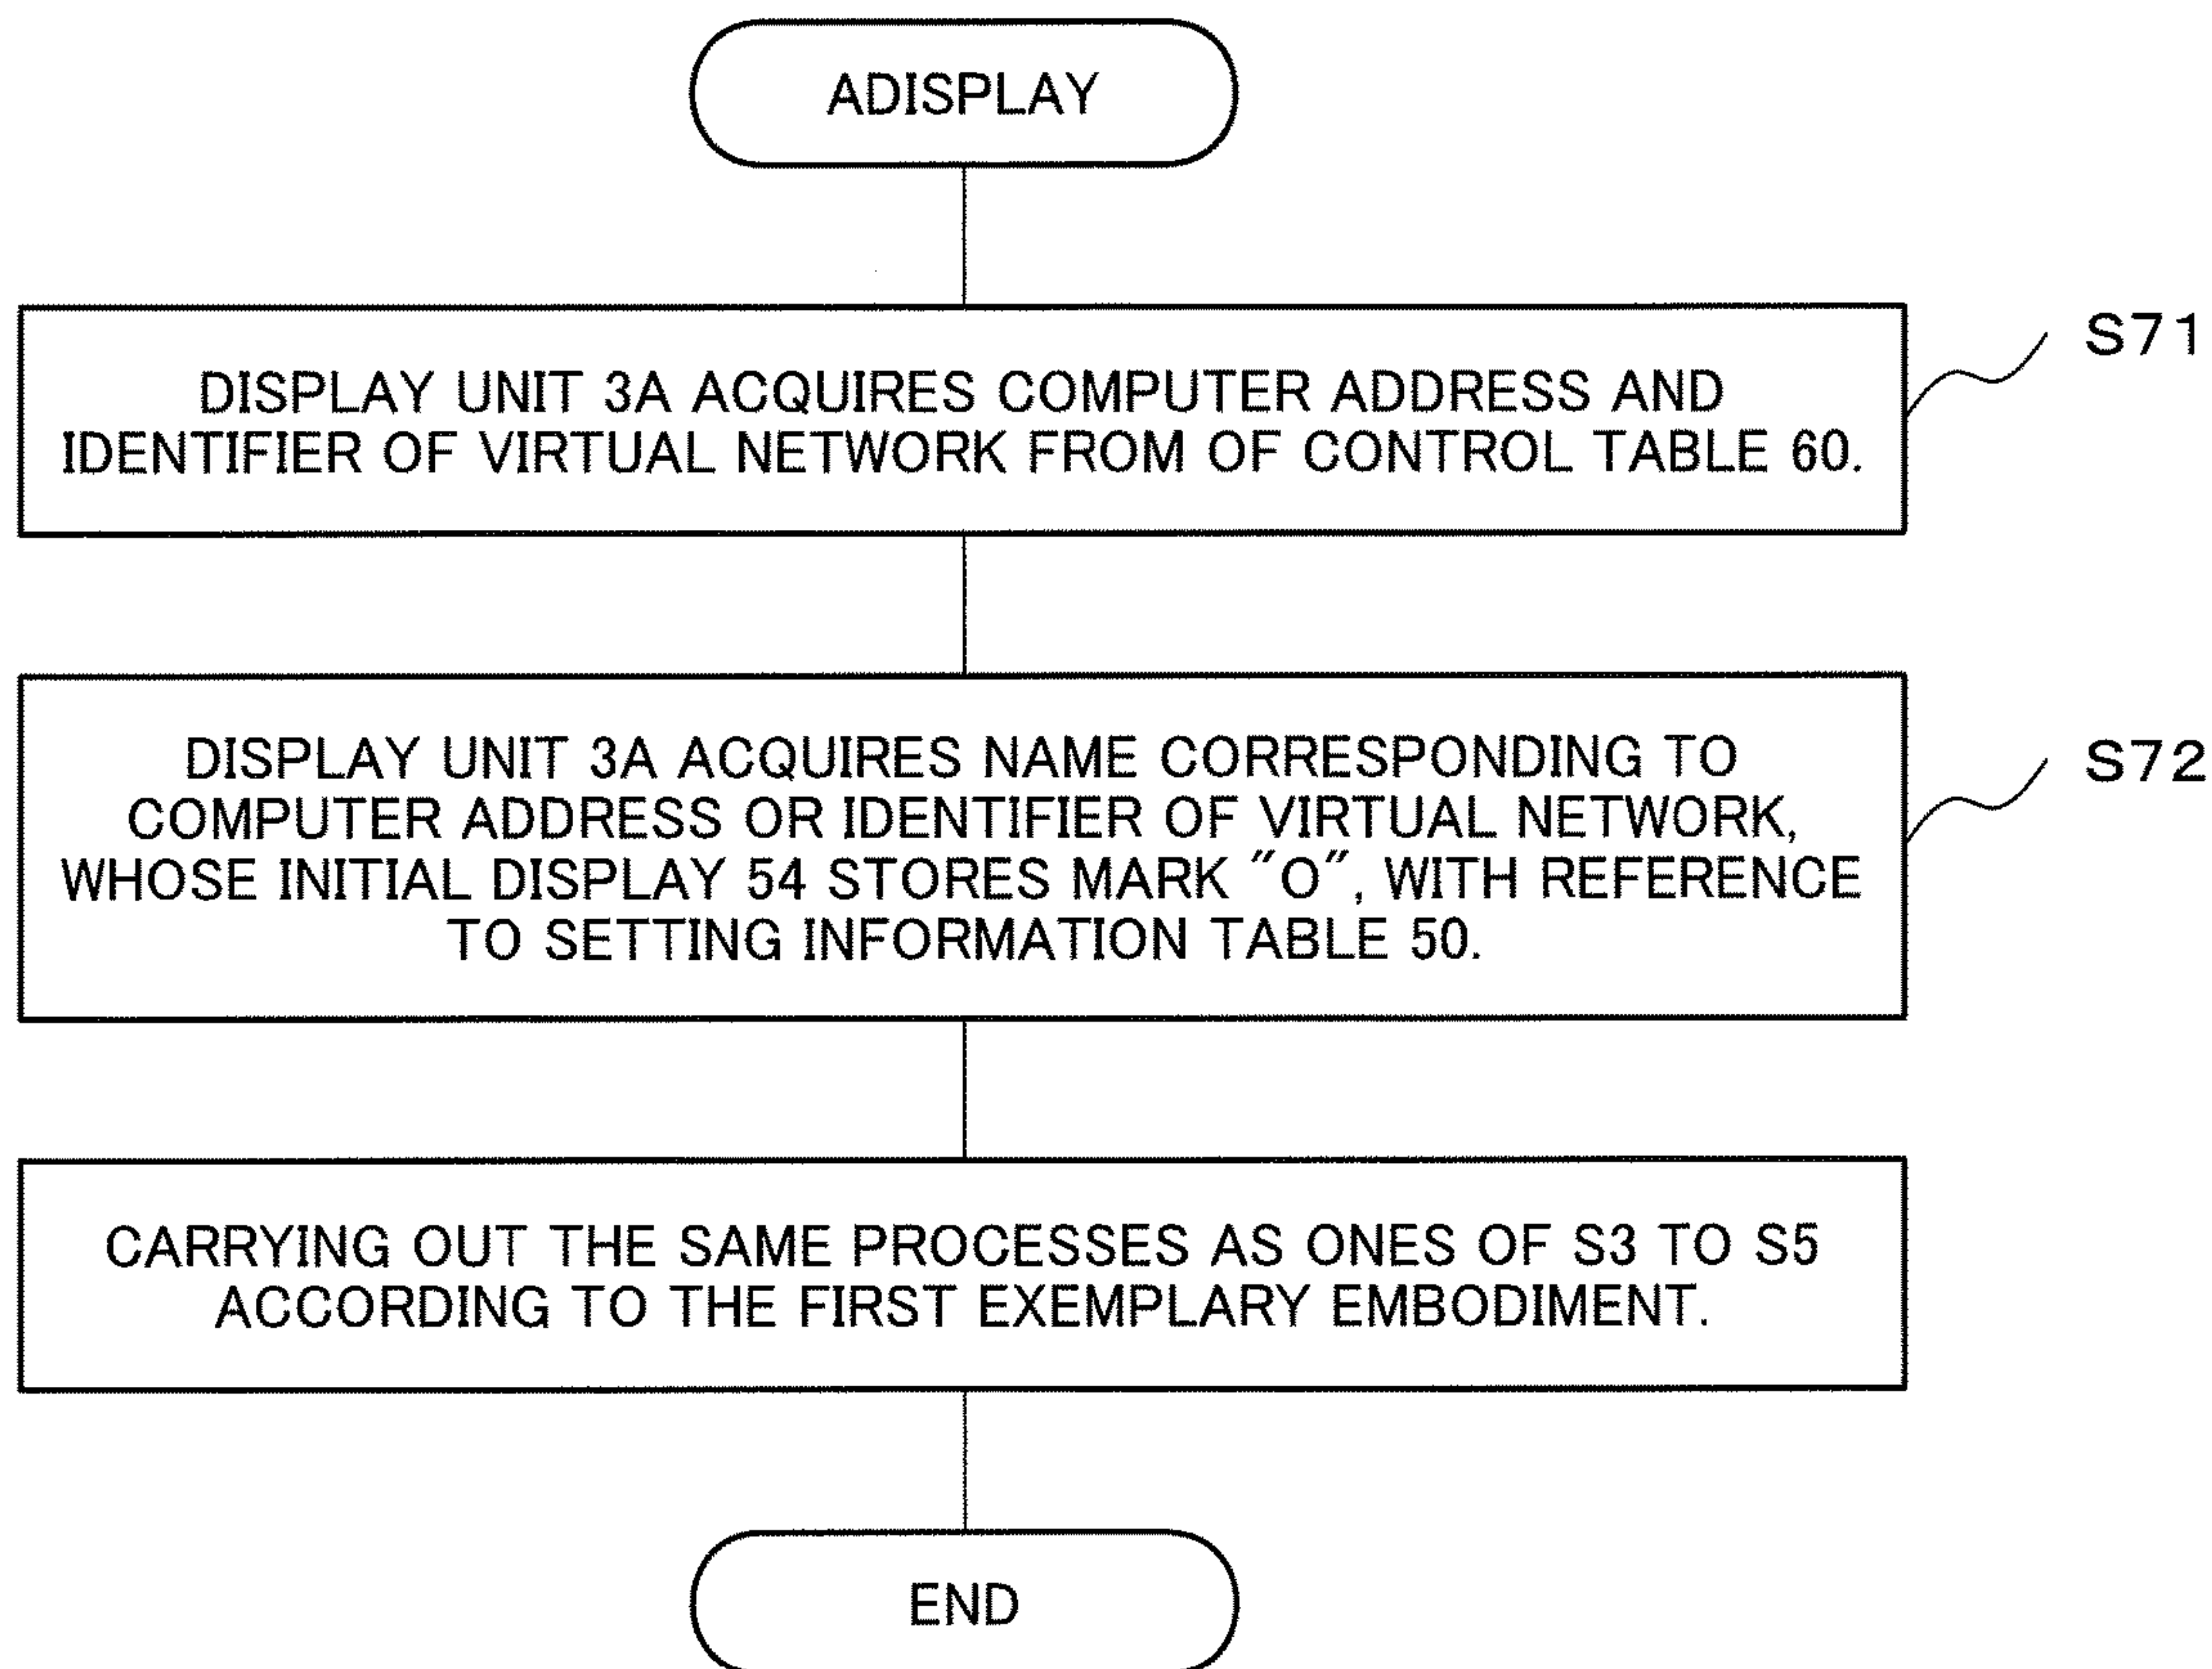 ADISPLAY
DISPLAY UNIT 3A ACQUIRES COMPUTER ADDRESS AND
IDENTIFIER OF VIRTUAL NETWORK FROM OF CONTROL TABLE 60.
S71
DISPLAY UNIT 3A ACQUIRES NAME CORRESPONDING TO
COMPUTER ADDRESS OR IDENTIFIER OF VIRTUAL NETWORK,
WHOSE INITIAL DISPLAY 54 STORES MARK "O", WITH REFERENCE
TO SETTING INFORMATION TABLE 50.
S72
CARRYING OUT THE SAME PROCESSES AS ONES OF S3 TO S5
ACCORDING TO THE FIRST EXEMPLARY EMBODIMENT.
END